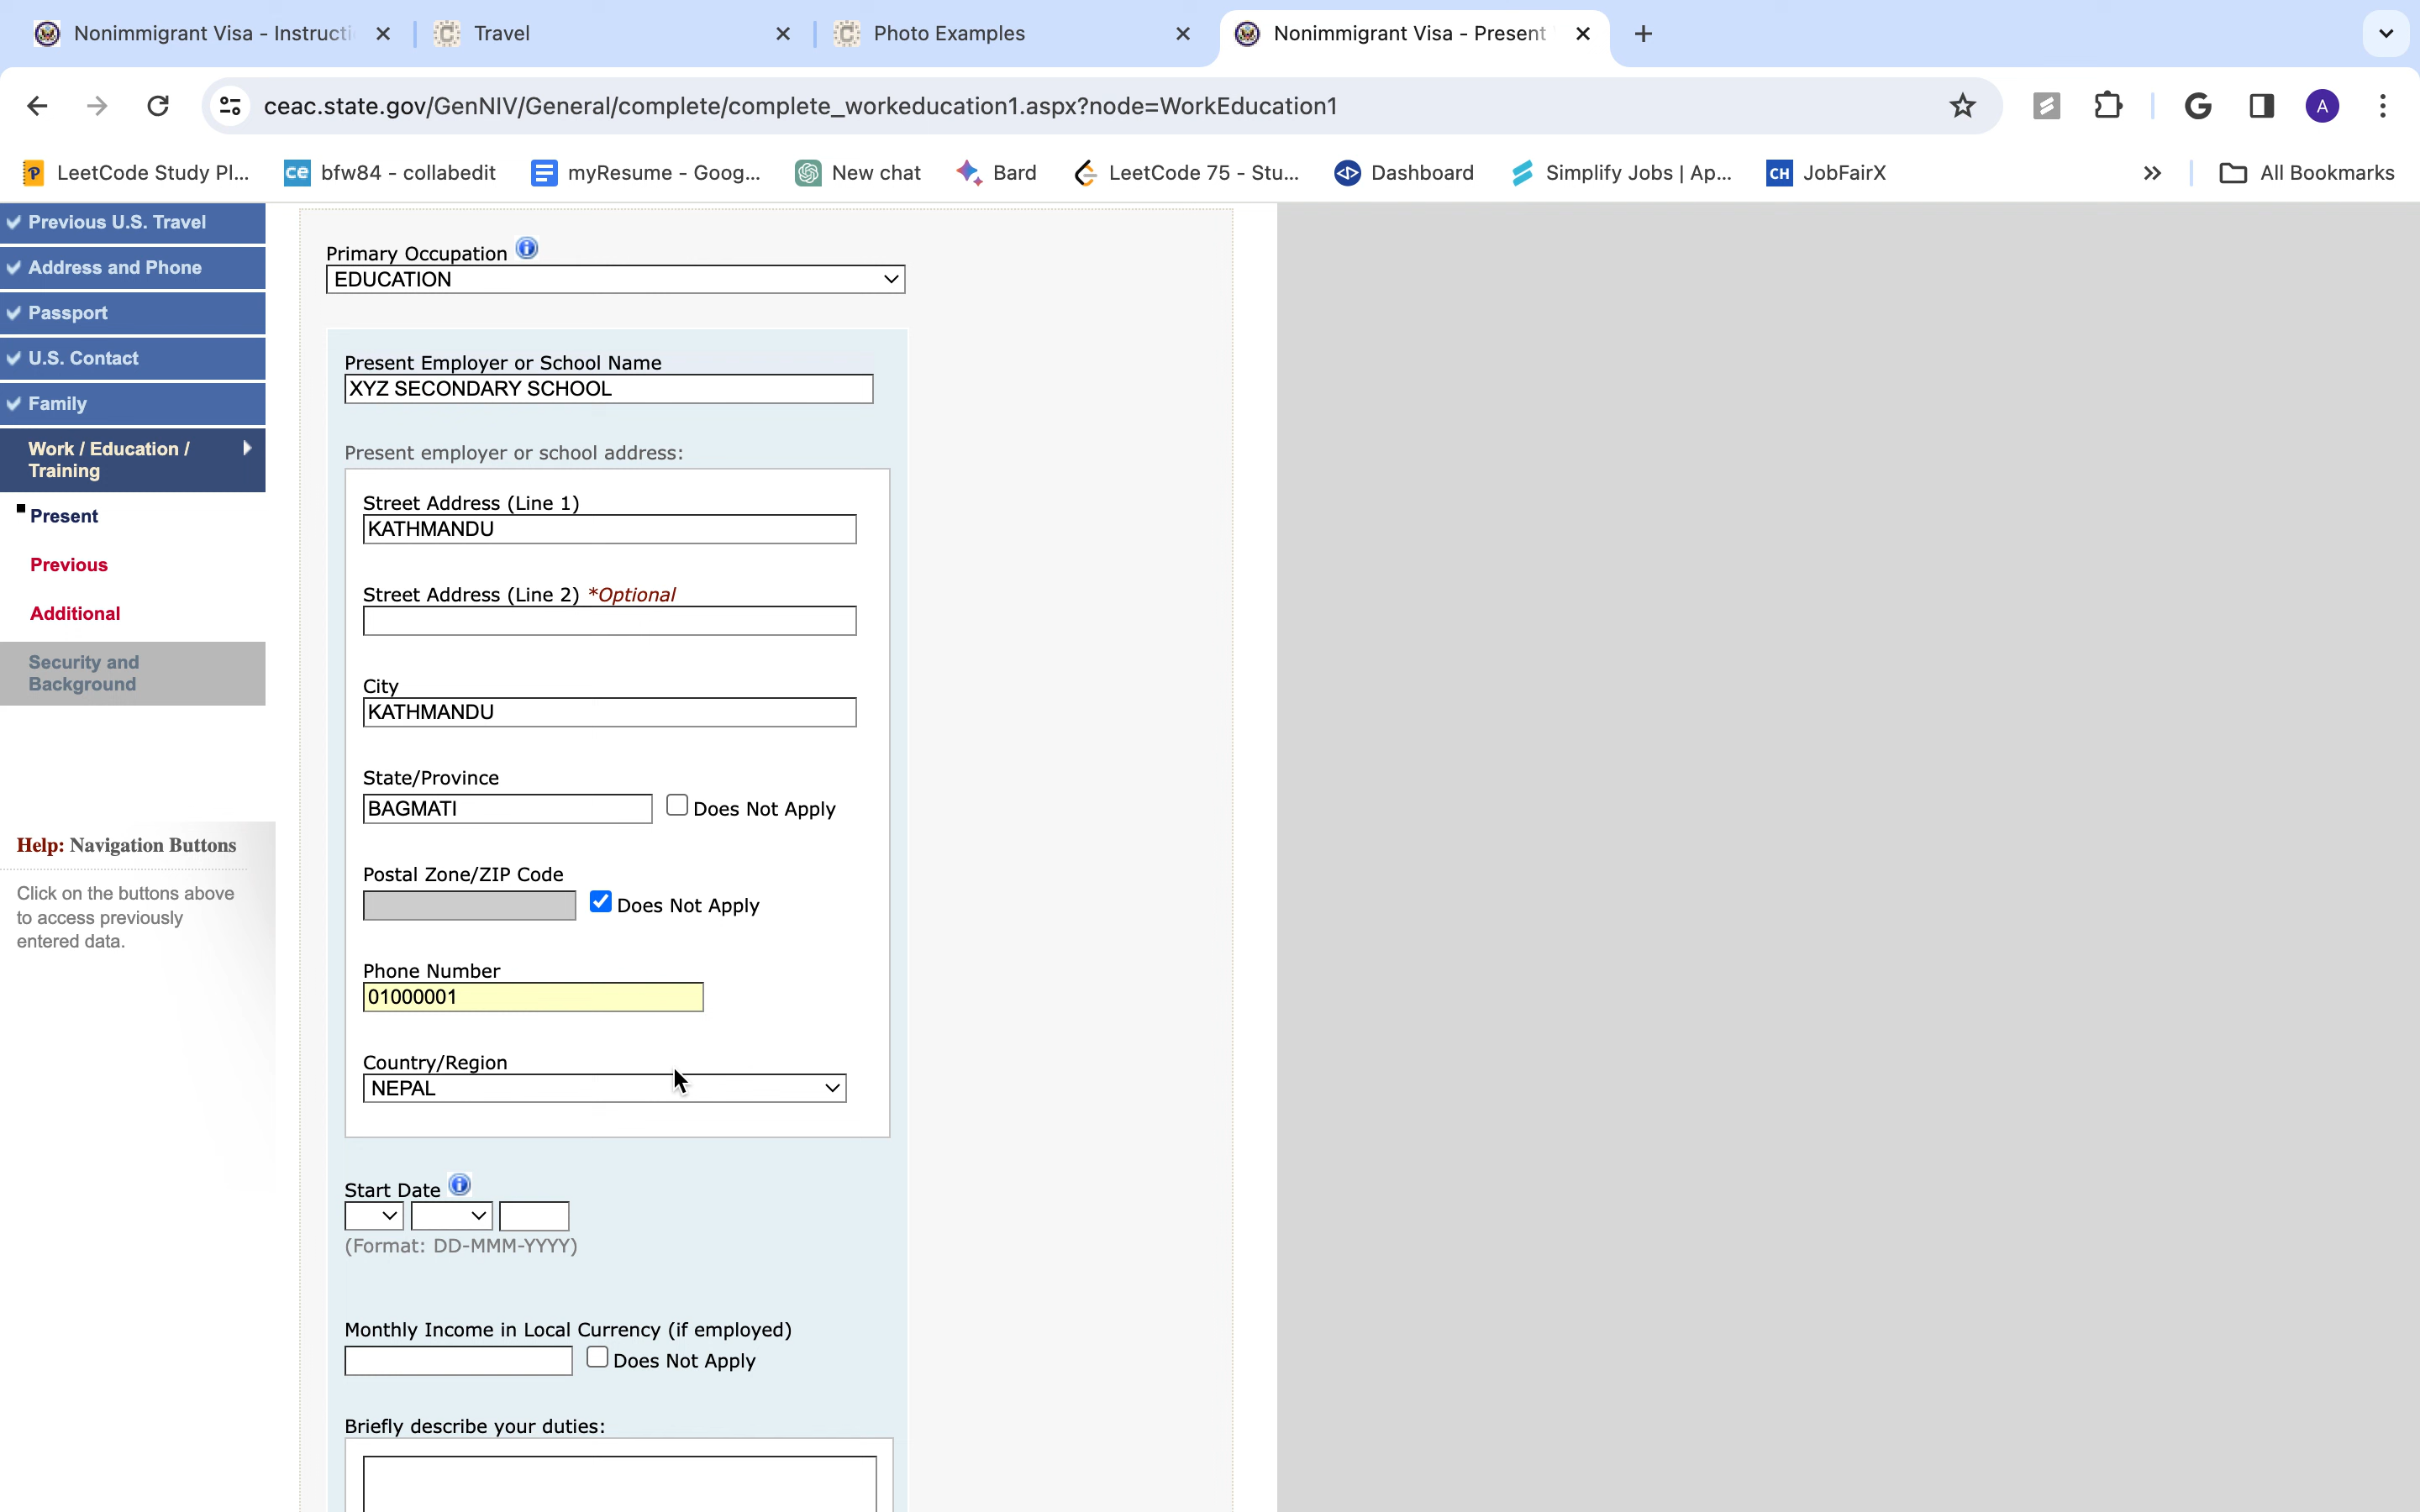 Nonimmigrant Visa - Instructi
Travel
Photo Examples
Nonimmigrant Visa - Present
ceac.state.gov/GenNIV/General/complete/complete_workeducation1.aspx?node=WorkEducation1
A
LeetCode Study Pl...
ce bfw84 - collabedit
myResume - Goog...
New chat
Bard
LeetCode 75 - Stu...
Dashboard
Simplify Jobs | Ap...
CH JobFairX
All Bookmarks
Previous U.S. Travel
Address and Phone
Passport
U.S. Contact
Family
Work / Education /
Training
Present
Previous
Additional
Security and
Background
Help: Navigation Buttons
Click on the buttons above
to access previously
entered data.
Primary Occupation
EDUCATION
Present Employer or School Name
XYZ SECONDARY SCHOOL
Present employer or school address:
Street Address (Line 1)
KATHMANDU
Street Address (Line 2) *Optional
City
KATHMANDU
State/Province
BAGMATI
Does Not Apply
Postal Zone/ZIP Code
Does Not Apply
Phone Number
01000001
Country/Region
NEPAL
Start Date
(Format: DD-MMM-YYYY)
Monthly Income in Local Currency (if employed)
Does Not Apply
Briefly describe your duties: